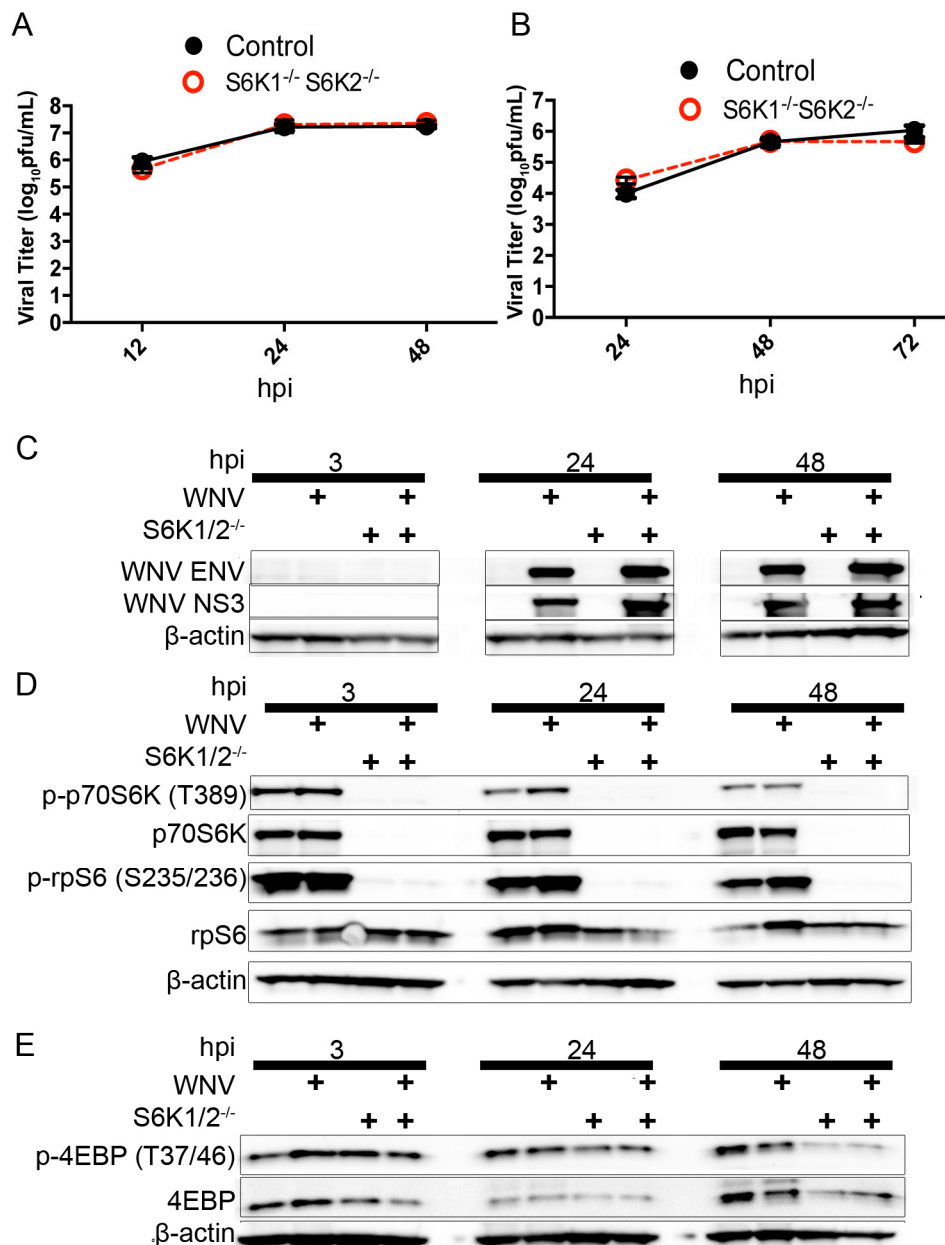 A
Control
S6K1-/- S6K2-/-
Viral Titer (log10pfu/mL)
8
7
6
5
4
3
2
1
0
12
24
48
hpi
B
Control
S6K1-/-S6K2-/-
Viral Titer (log10pfu/mL)
7
6
5
4
3
2
1
0
24
48
72
hpi
C
hpi 3 24 48
WNV + + + + + +
S6K1/2-/- + + + + + +
WNV ENV
WNV NS3
β-actin
D
hpi 3 24 48
WNV + + + + + +
S6K1/2-/- + + + + + +
p-p70S6K (T389)
p70S6K
p-rpS6 (S235/236)
rpS6
β-actin
E
hpi 3 24 48
WNV + + + + + +
S6K1/2-/- + + + + + +
p-4EBP (T37/46)
4EBP
β-actin